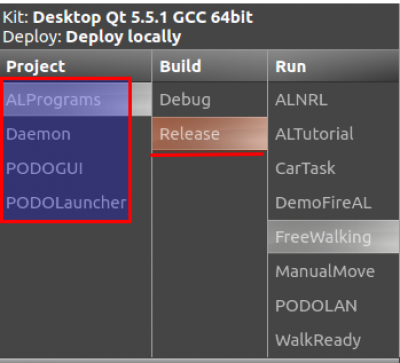 Kit: Desktop Qt 5.5.1 GCC 64bit
Deploy: Deploy locally
Project Build Run
ALPrograms Debug ALNRL
Daemon Release ALTutorial
PODOGUI CarTask
PODOLauncher DemoFireAL
FreeWalking
ManualMove
PODOLAN
WalkReady